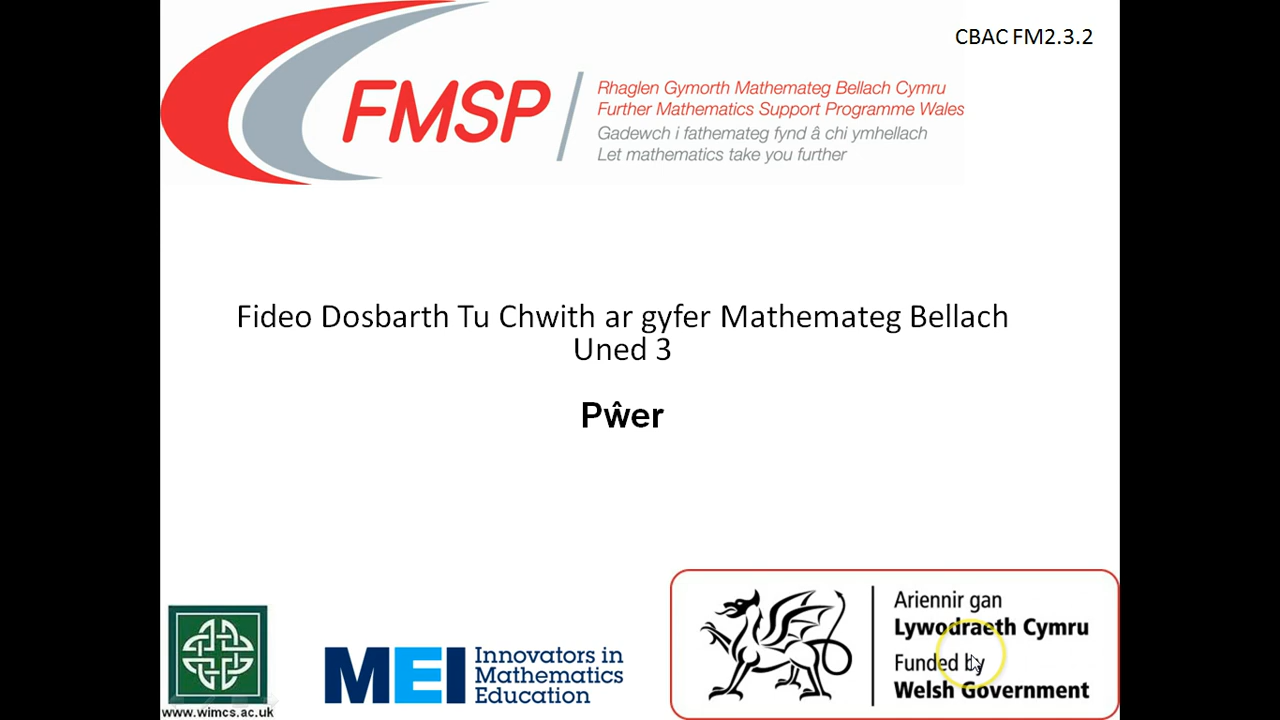 CBAC FM2.3.2
FMSP
Rhaglen Gymorth Mathemateg Bellach Cymru
Further Mathematics Support Programme Wales
Gadewch i fathemateg fynd â chi ymhellach
Let mathematics take you further
Fideo Dosbarth Tu Chwith ar gyfer Mathemateg Bellach
Uned 3
Pŵer
www.wimcs.ac.uk
MEI
Innovators in
Mathematics
Education
Ariennir gan
Lywodraeth Cymru
Funded by
Welsh Government